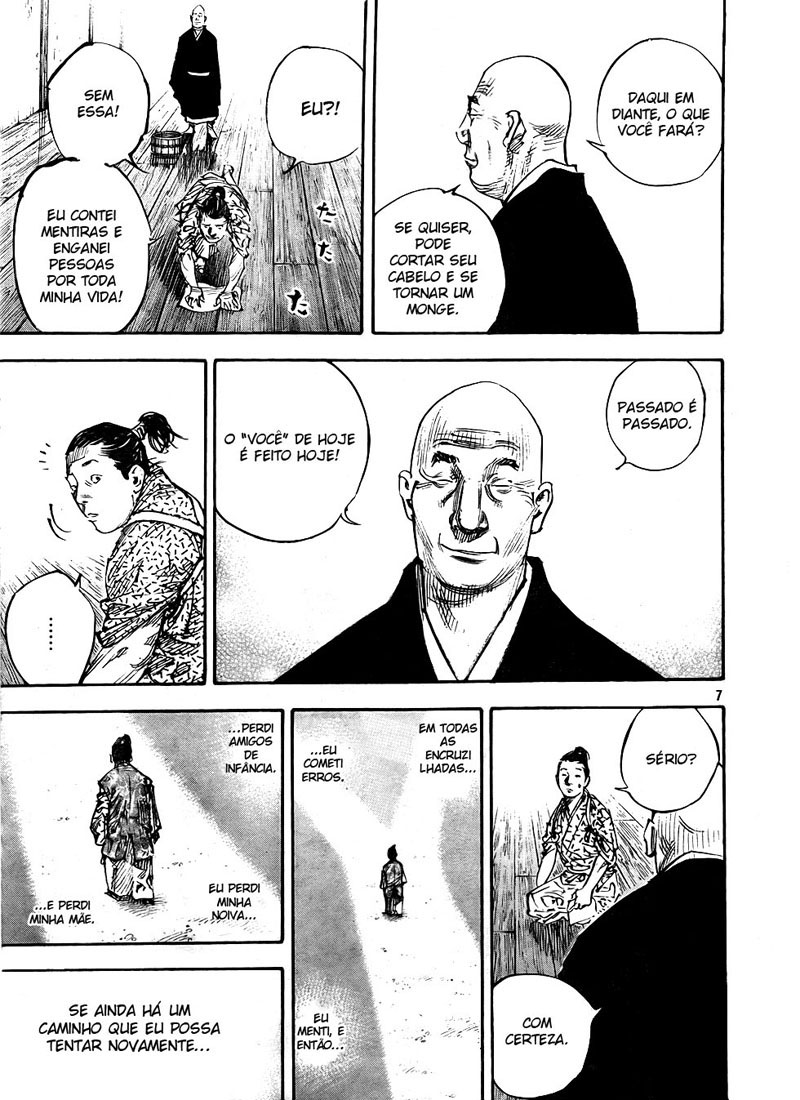 DAQUI EM
DIANTE, O QUE
VOCÊ FARÁ?
SE QUISER,
PODE
CORTAR SEU
CABELO E SE
TORNAR UM
MONGE.
EU?!
SEM
ESSA!
EU CONTEI
MENTIRAS E
ENGANEI
PESSOAS
POR TODA
MINHA VIDA!
た
た
た
PASSADO É
PASSADO.
O "VOCÊ" DE HOJE
É FEITO HOJE!
......
7
SÉRIO?
COM
CERTEZA.
EM TODAS
AS
ENCRUZI
LHADAS...
...EU
COMETI
ERROS.
EU
MENTI, E
ENTÃO...
...PERDI
AMIGOS
DE
INFÂNCIA.
EU PERDI
MINHA
NOIVA...
...E PERDI
MINHA MÃE.
SE AINDA HÁ UM
CAMINHO QUE EU POSSA
TENTAR NOVAMENTE...